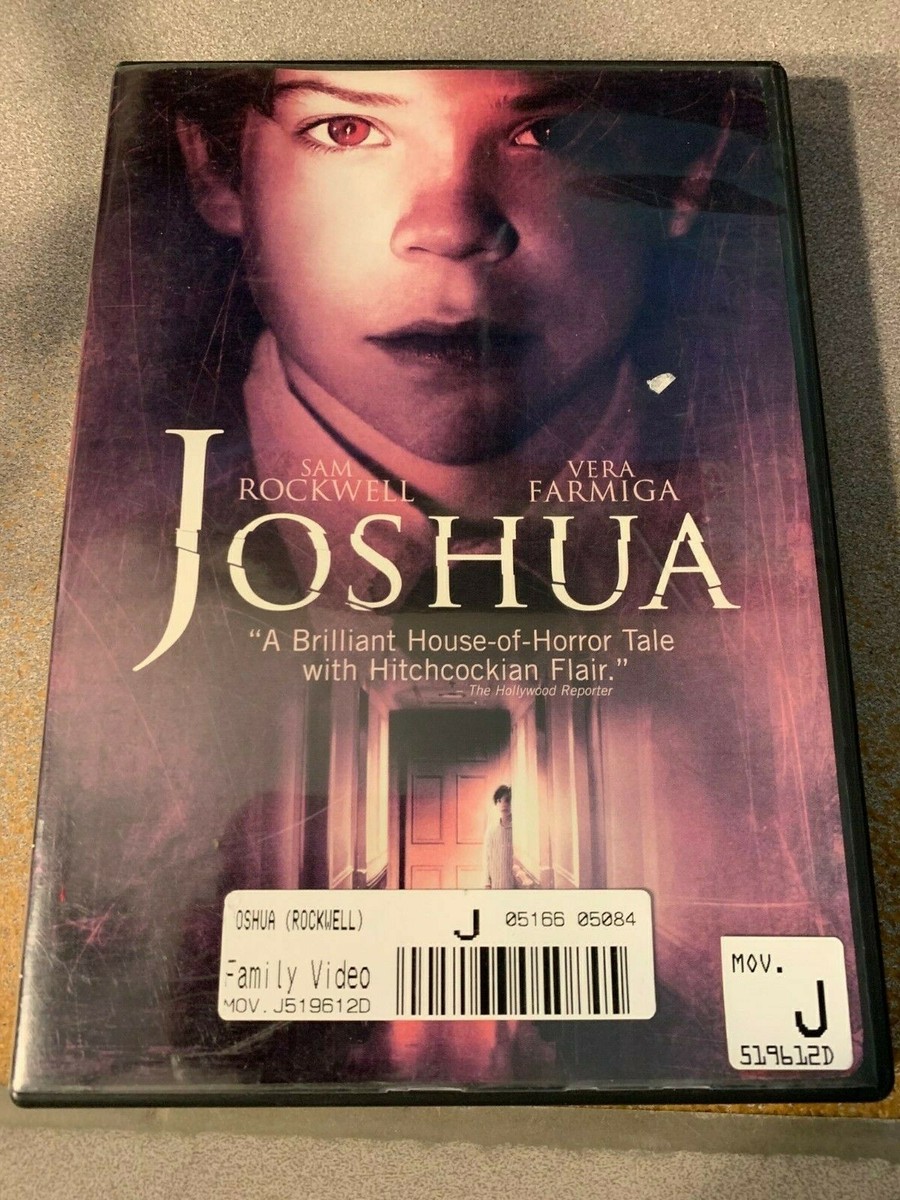 SAM
ROCKWELL
VERA
FARMIGA
JOSHUA
“A Brilliant House-of-Horror Tale
with Hitchcockian Flair.”
– The Hollywood Reporter
OSHUA (ROCKWELL) J 05166 05084
Family Video
MOV.J519612D
MOV.
J
519612D